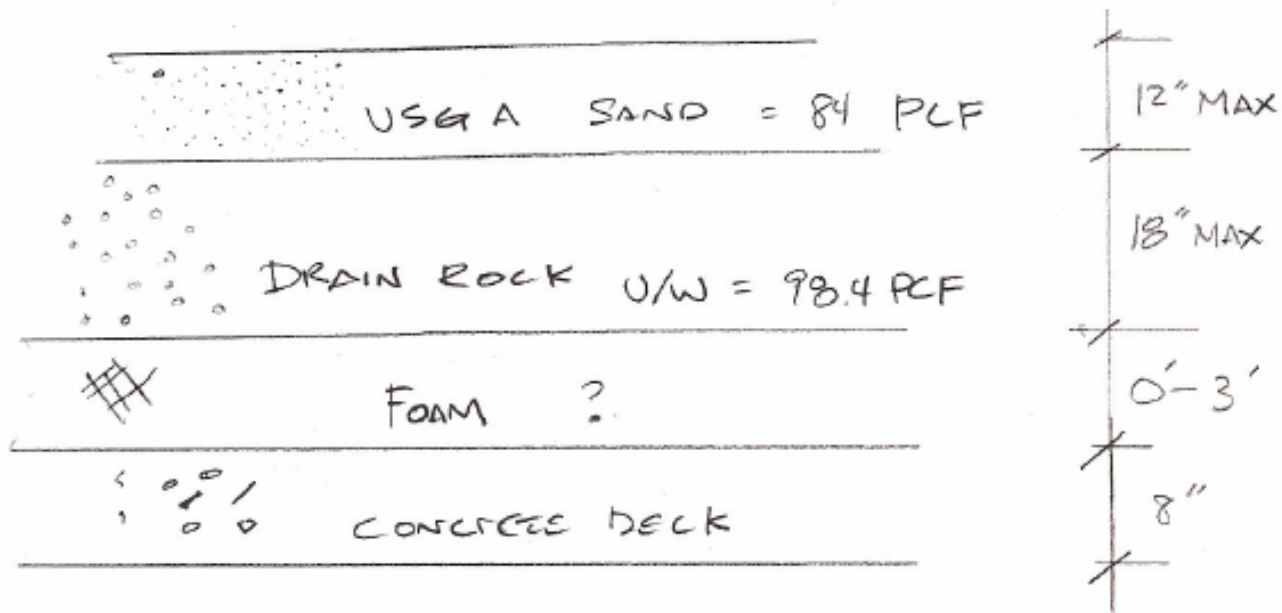 USGA SAND = 84 PCF
12" MAX
DRAIN ROCK U/W = 98.4 PCF
18" MAX
FOAM ?
0'-3'
CONCRETE DECK
8"